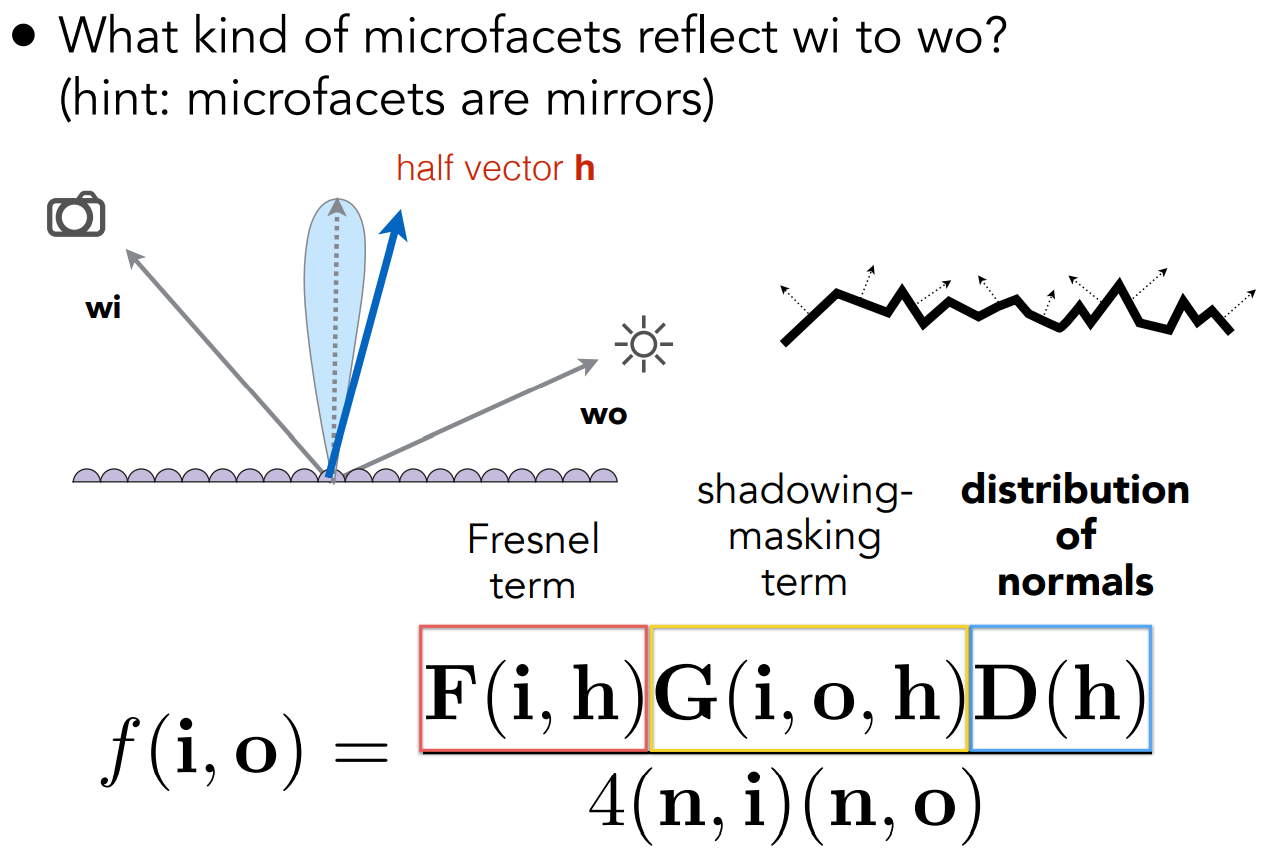 ● What kind of microfacets reflect wi to wo?
(hint: microfacets are mirrors)
half vector h
wi
wo
Fresnel
term
shadowing-
masking
term
distribution
of
normals
f(i, o) = F(i, h)G(i, o, h)D(h) / 4(n, i)(n, o)